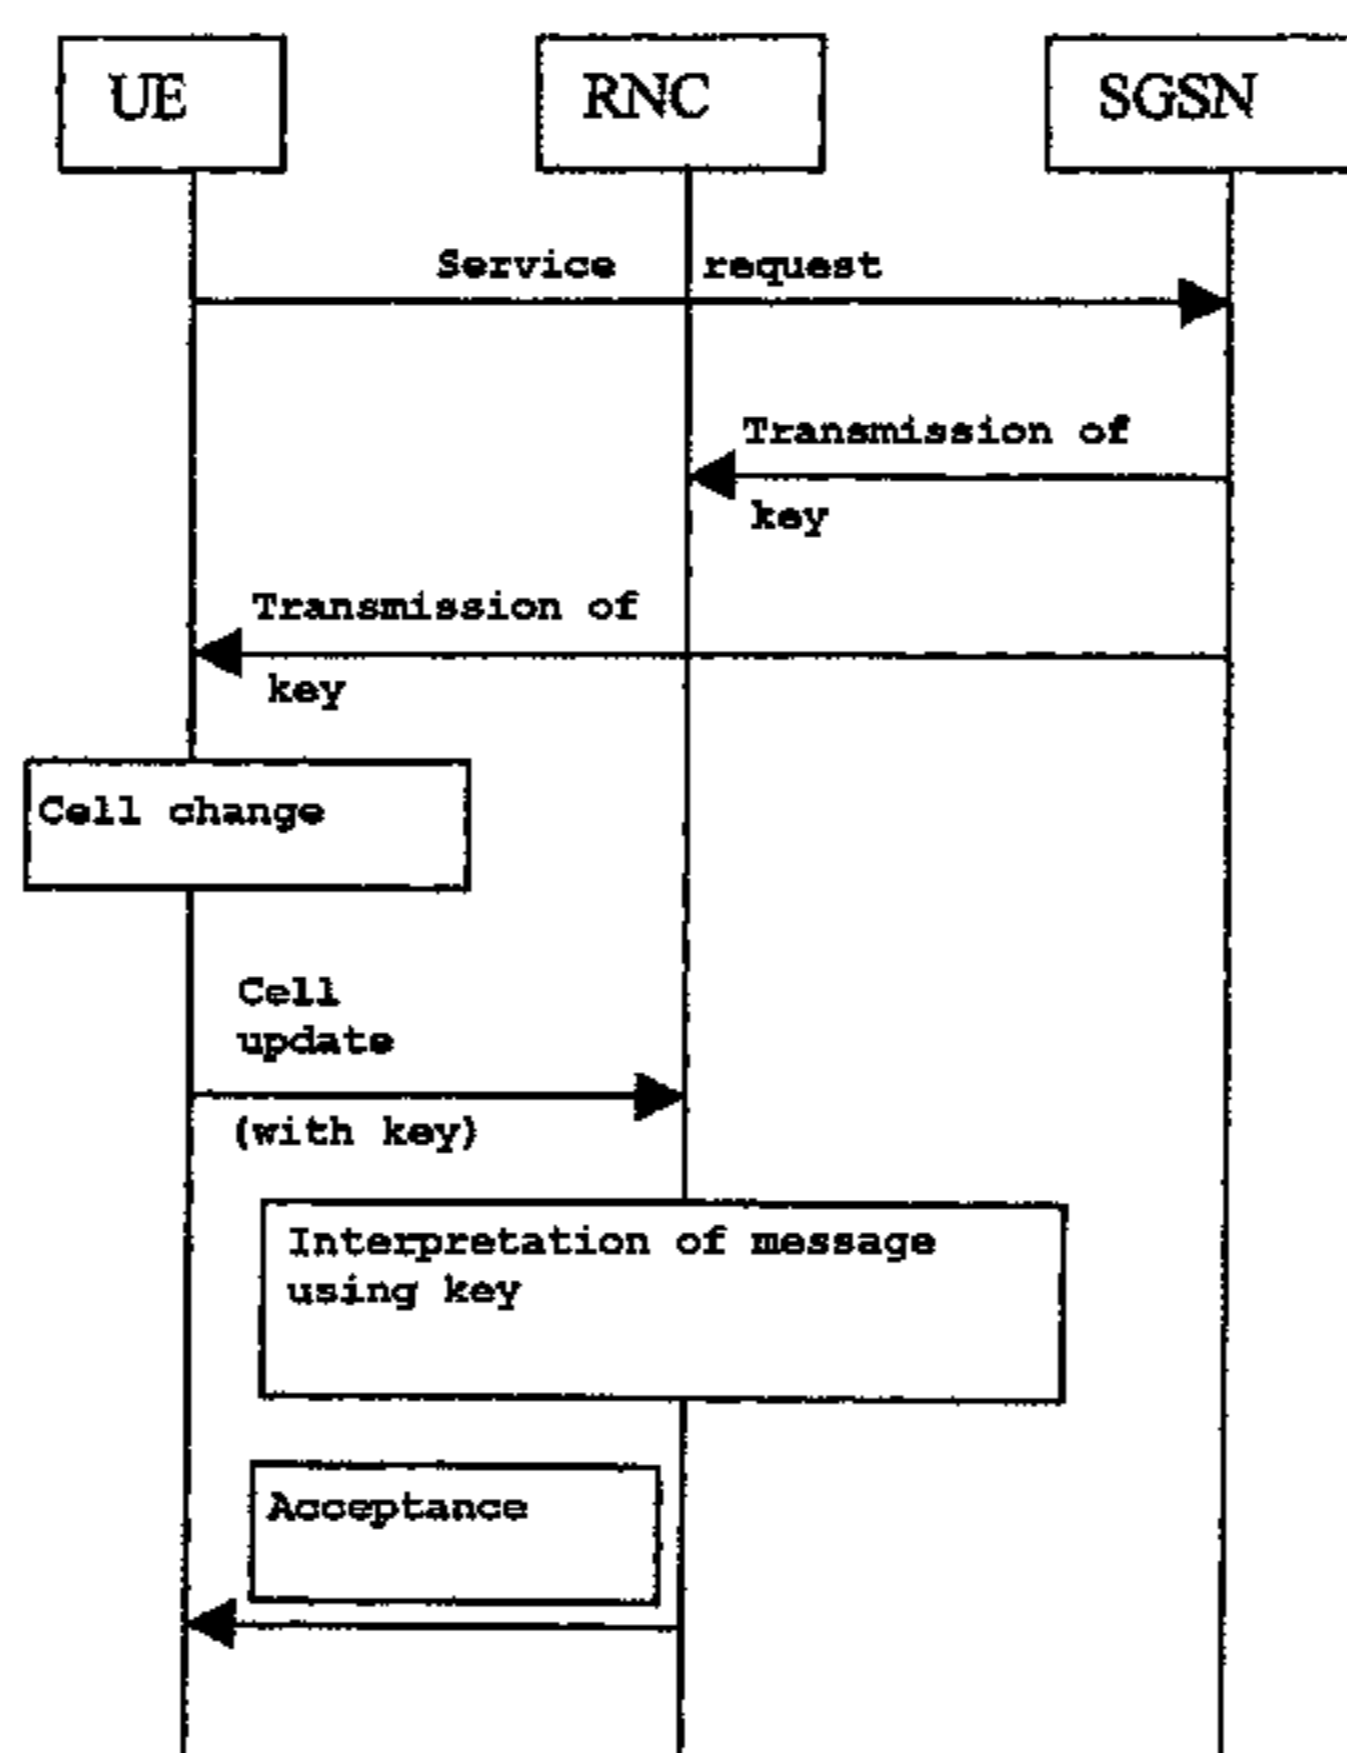 UE RNC SGSN
Service request
Transmission of
key
Transmission of
key
Cell change
Cell
update
(with key)
Interpretation of message
using key
Acceptance